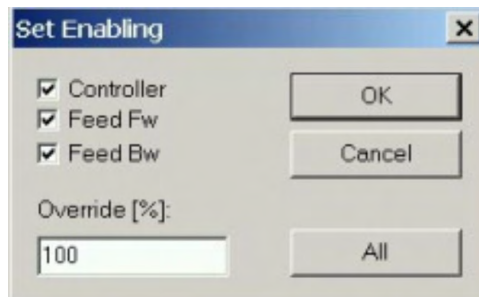 Set Enabling
Controller
Feed Fw
Feed Bw
OK
Cancel
Override [%]:
100
All